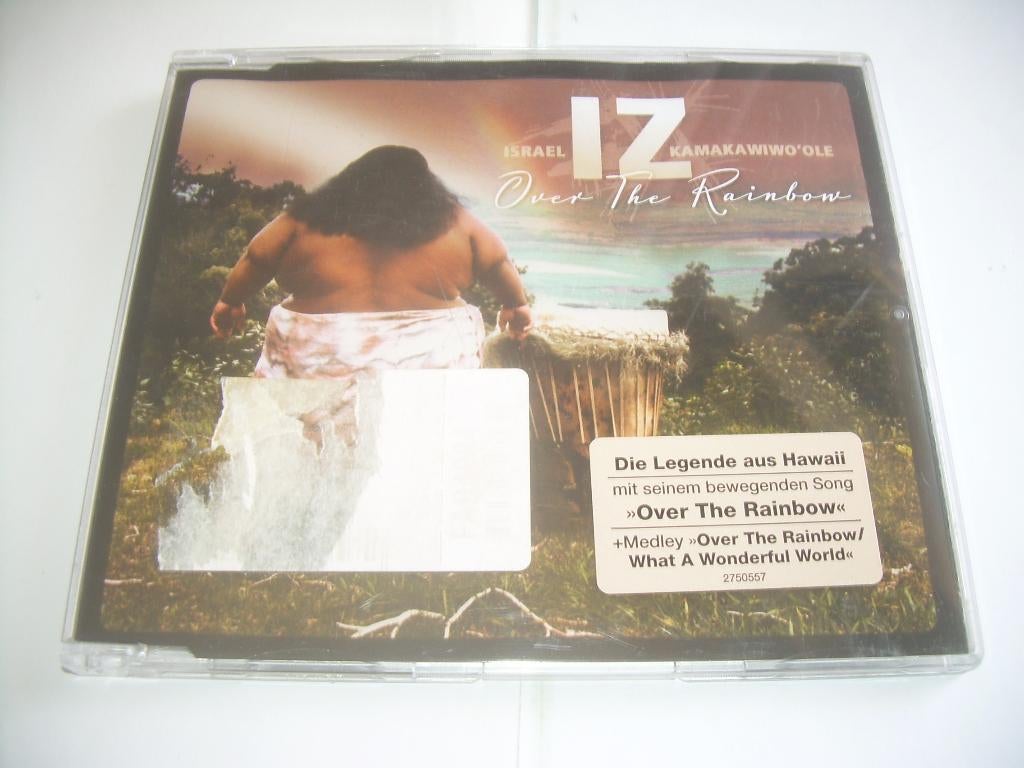 ISRAEL IZ KAMAKAWIWO'OLE
Over The Rainbow
Die Legende aus Hawaii
mit seinem bewegenden Song
»Over The Rainbow«
+Medley »Over The Rainbow/
What A Wonderful World«
2750557